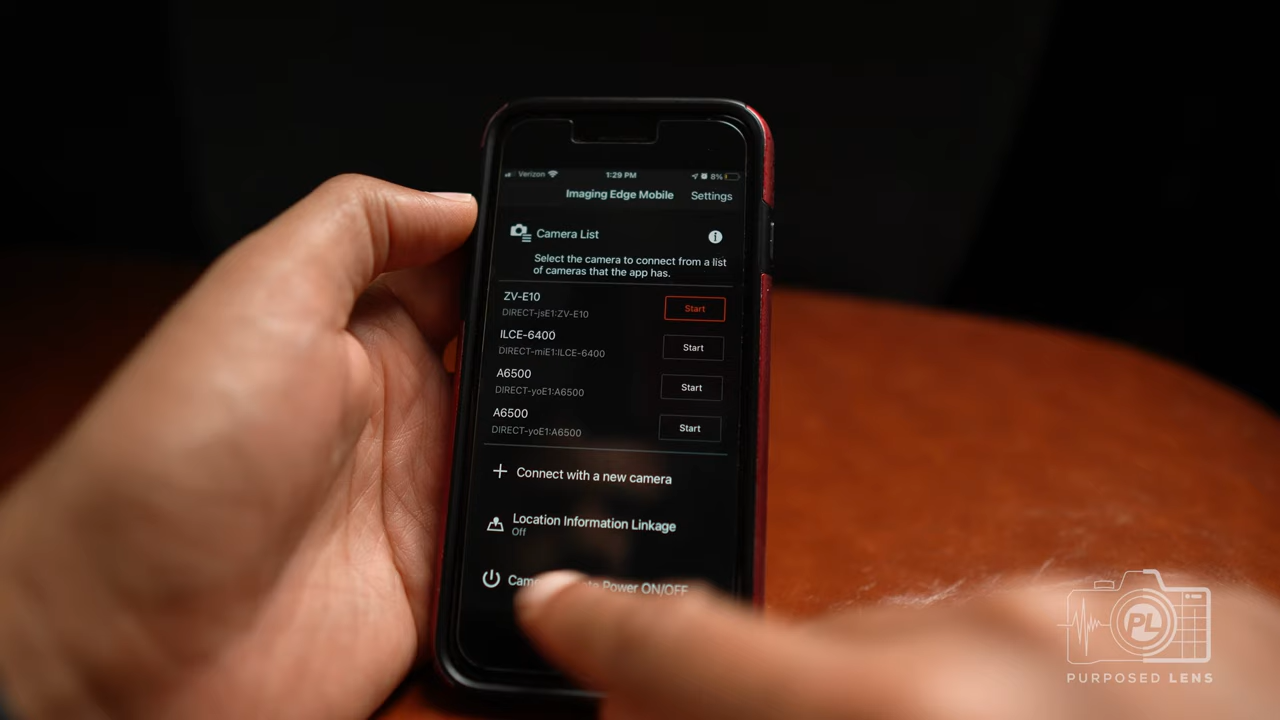 Verizon 1:29 PM 8%
Imaging Edge Mobile Settings
Camera List
Select the camera to connect from a list
of cameras that the app has.
ZV-E10
DIRECT-jsE1:ZV-E10
Start
ILCE-6400
DIRECT-miE1:ILCE-6400
Start
A6500
DIRECT-yoE1:A6500
Start
A6500
DIRECT-yoE1:A6500
Start
Connect with a new camera
Location Information Linkage
Off
Power ON/OFF
PL
PURPOSED LENS